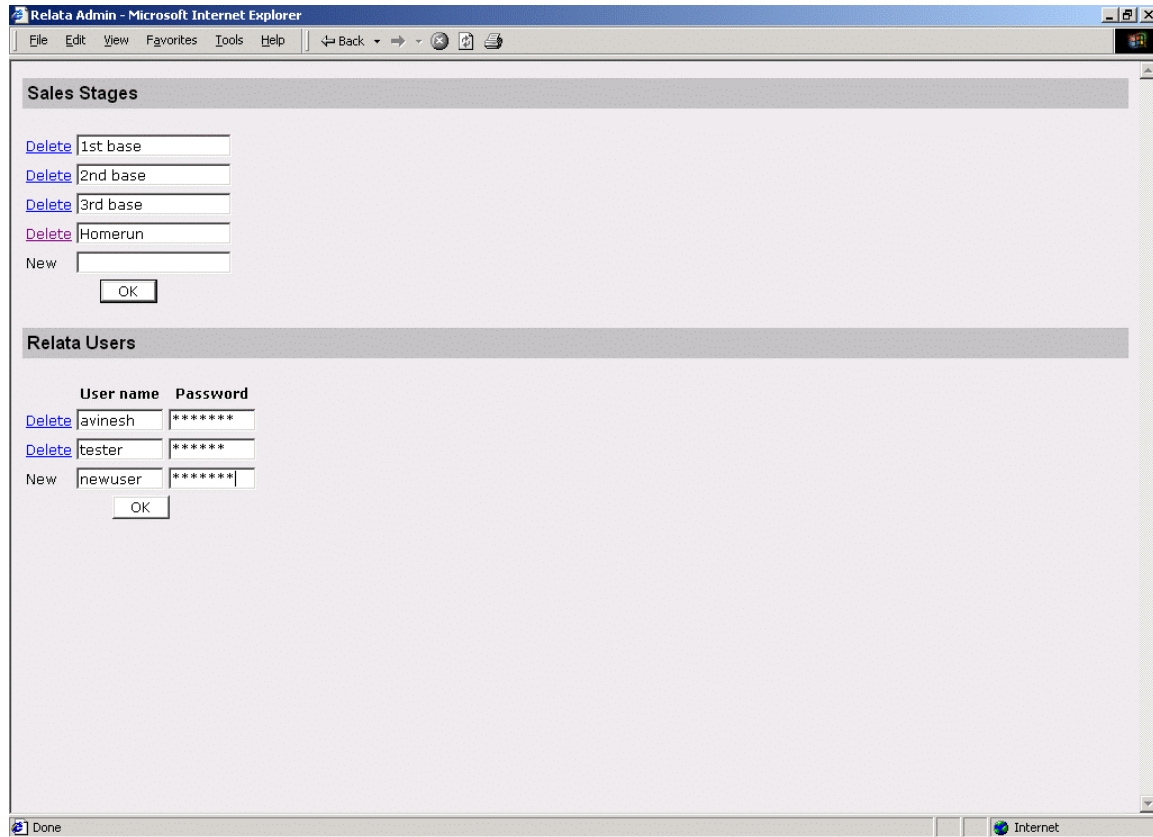 Relata Admin - Microsoft Internet Explorer
File Edit View Favorites Tools Help Back
Sales Stages
Delete 1st base
Delete 2nd base
Delete 3rd base
Delete Homerun
New
OK
Relata Users
User name Password
Delete avinesh *******
Delete tester ******
New newuser *******
OK
Done Internet